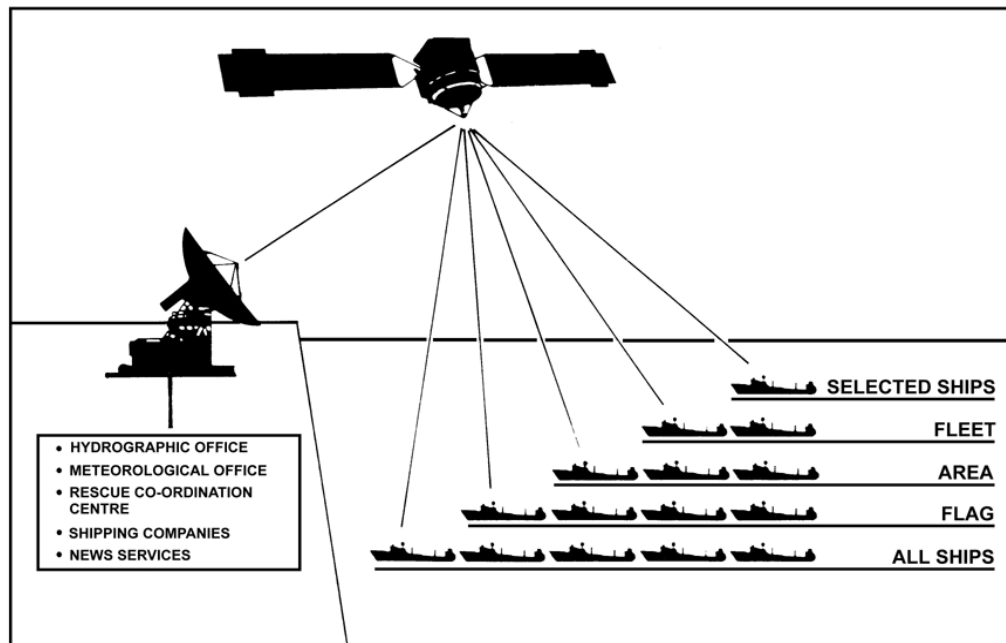 SELECTED SHIPS
FLEET
AREA
FLAG
ALL SHIPS
• HYDROGRAPHIC OFFICE
• METEOROLOGICAL OFFICE
• RESCUE CO-ORDINATION
CENTRE
• SHIPPING COMPANIES
• NEWS SERVICES